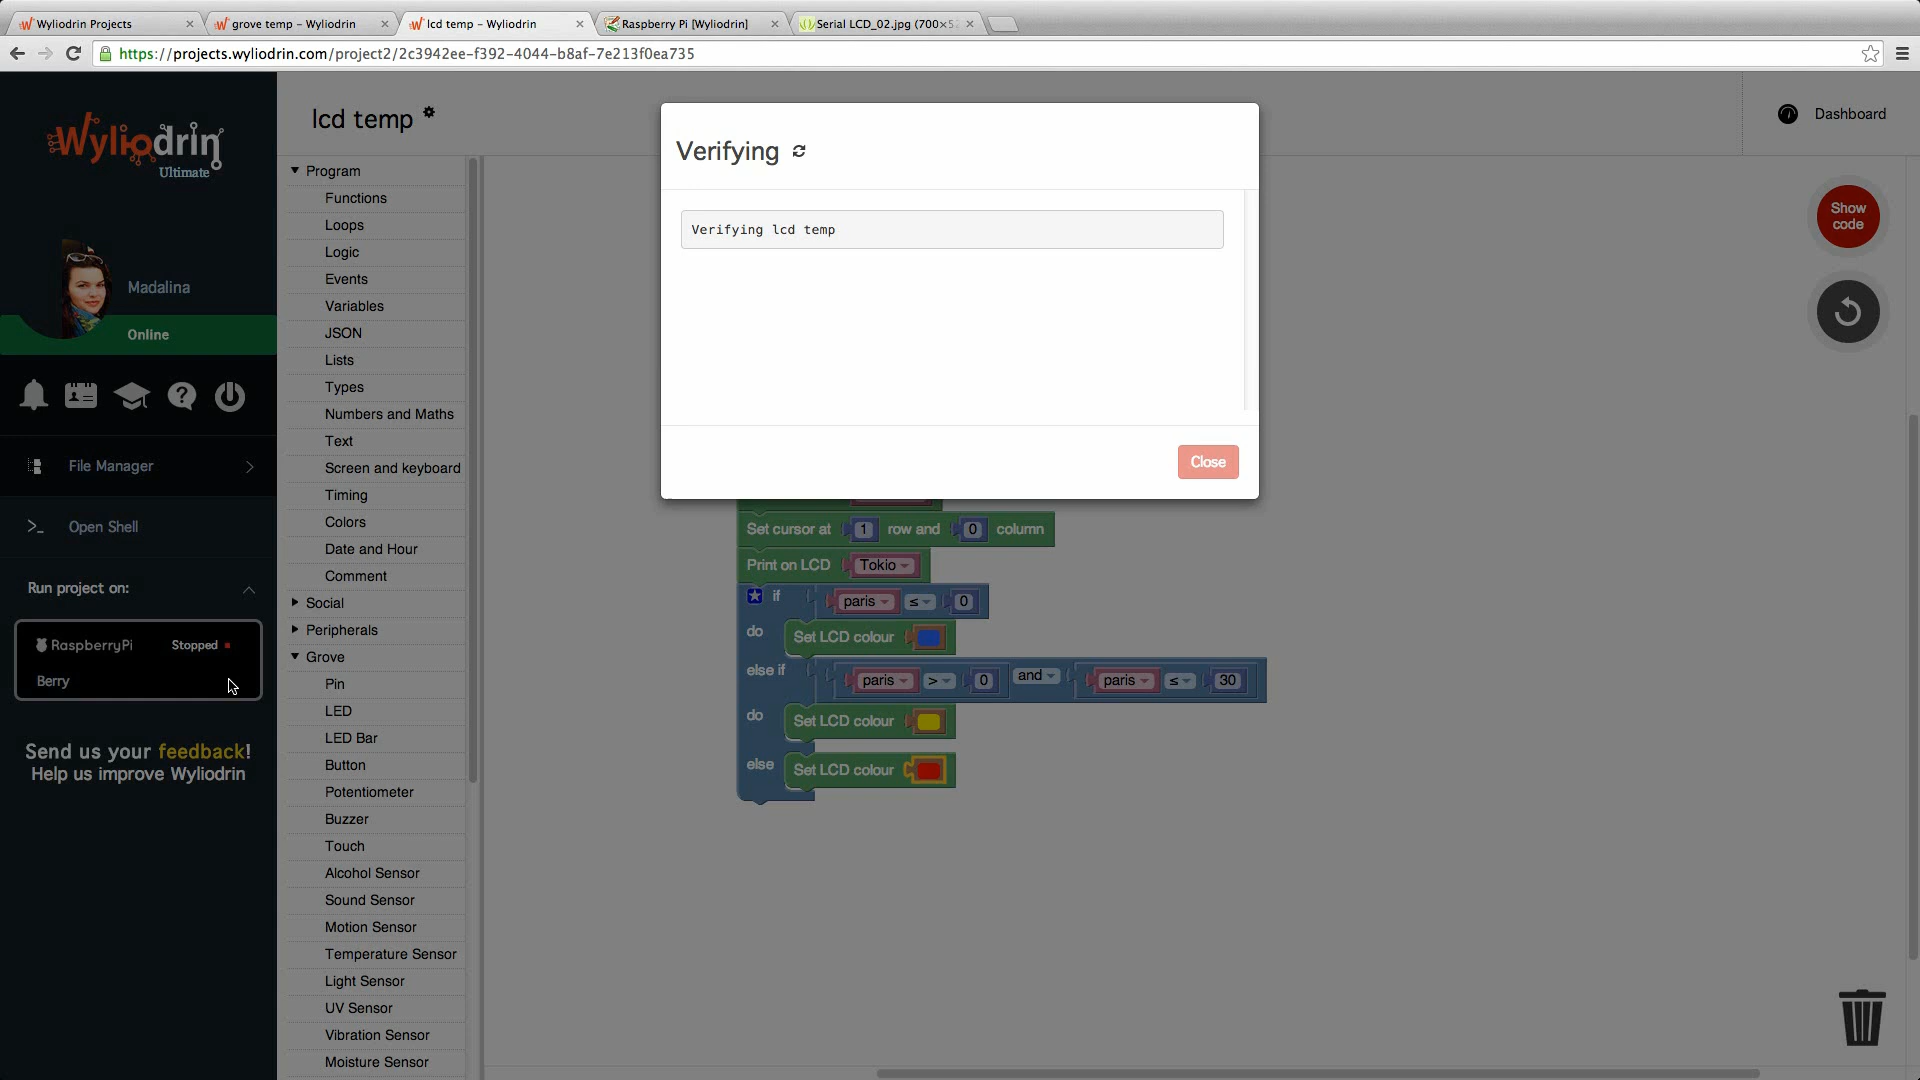 Wyliodrin Projects
grove temp – Wyliodrin
lcd temp – Wyliodrin
Raspberry Pi [Wyliodrin]
Serial LCD_02.jpg (700×5
https://projects.wyliodrin.com/project2/2c3942ee-f392-4044-b8af-7e213f0ea735
Wyliodrin
Ultimate
Madalina
Online
File Manager
Open Shell
Run project on:
RaspberryPi Stopped
Berry
Send us your feedback!
Help us improve Wyliodrin
lcd temp
Dashboard
Program
Functions
Loops
Logic
Events
Variables
JSON
Lists
Types
Numbers and Maths
Text
Screen and keyboard
Timing
Colors
Date and Hour
Comment
Social
Peripherals
Grove
Pin
LED
LED Bar
Button
Potentiometer
Buzzer
Touch
Alcohol Sensor
Sound Sensor
Motion Sensor
Temperature Sensor
Light Sensor
UV Sensor
Vibration Sensor
Moisture Sensor
Verifying
Verifying lcd temp
Close
Show
code
Set cursor at 1 row and 0 column
Print on LCD Tokio
if paris ≤ 0
do Set LCD colour
else if paris > 0 and paris ≤ 30
do Set LCD colour
else Set LCD colour